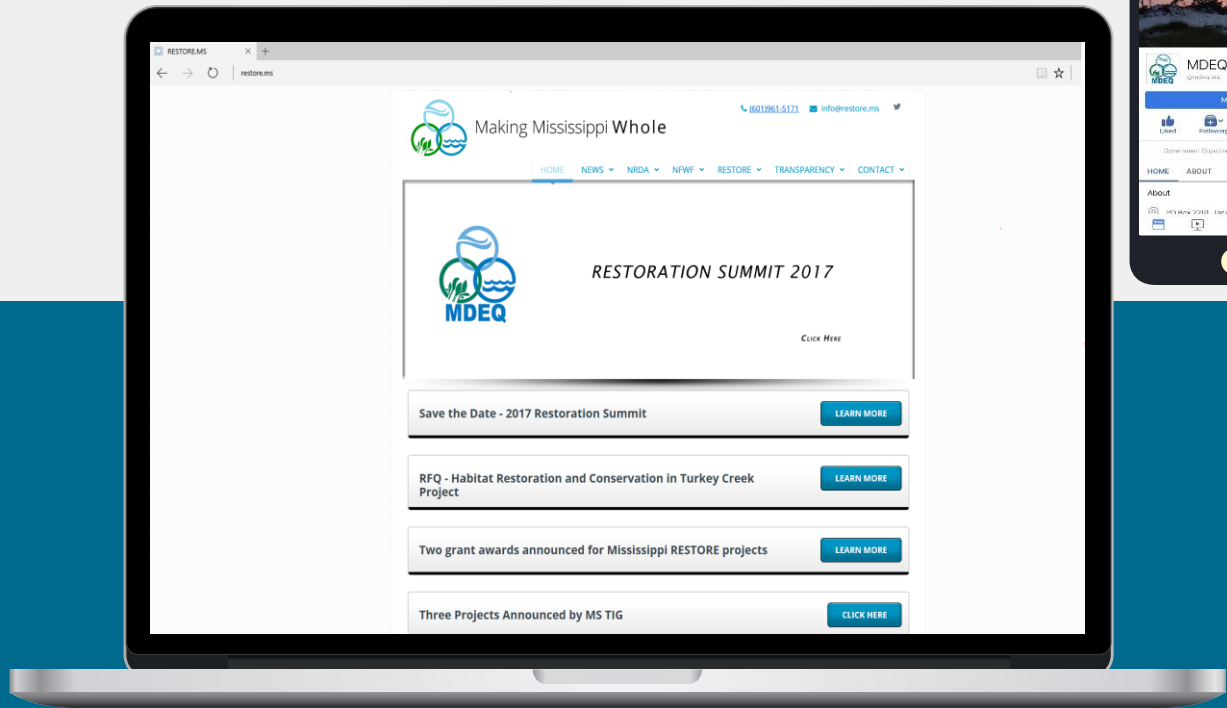 RESTORE.MS
restore.ms
(601)961-5171 info@restore.ms
Making Mississippi Whole
HOME NEWS NRDA NFWF RESTORE TRANSPARENCY CONTACT
MDEQ
RESTORATION SUMMIT 2017
CLICK HERE
Save the Date - 2017 Restoration Summit LEARN MORE
RFQ - Habitat Restoration and Conservation in Turkey Creek
Project
LEARN MORE
Two grant awards announced for Mississippi RESTORE projects LEARN MORE
Three Projects Announced by MS TIG CLICK HERE
MDEQ
MDEQ
Liked Following
HOME ABOUT
About